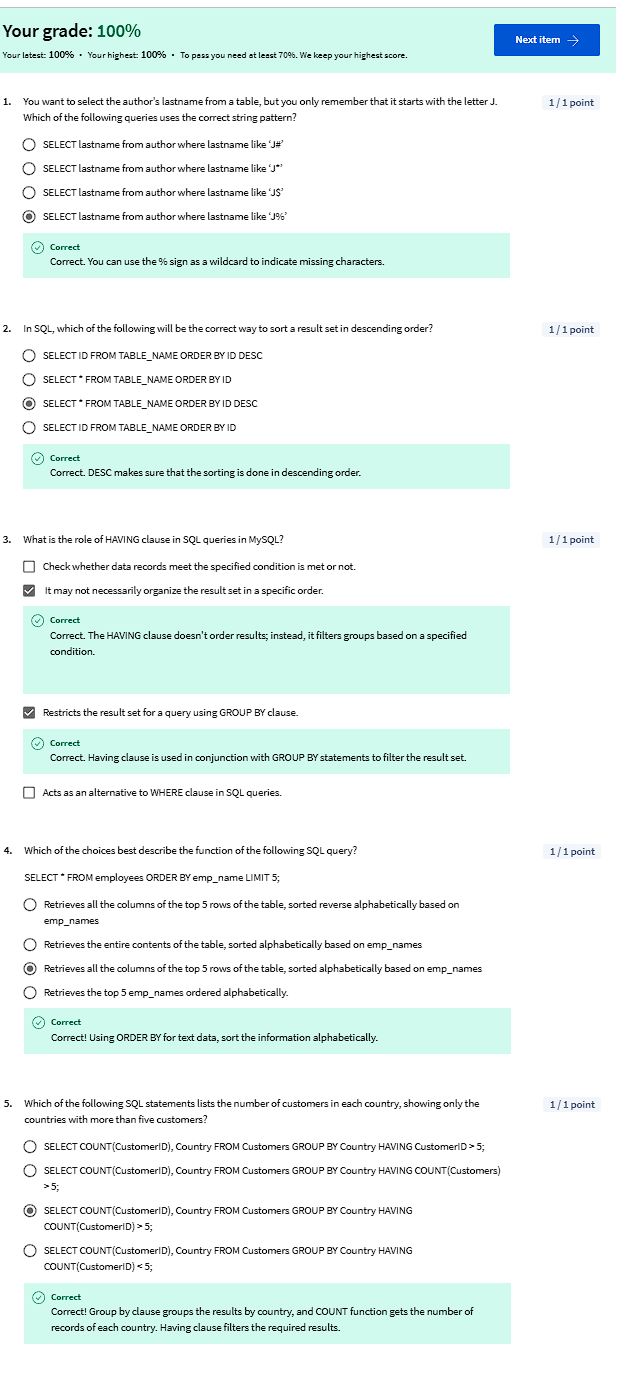 Your grade: 100%
Next item →
Your latest: 100% • Your highest: 100% • To pass you need at least 70%. We keep your highest score.
1. You want to select the author's lastname from a table, but you only remember that it starts with the letter J.
Which of the following queries uses the correct string pattern?
1 / 1 point
SELECT lastname from author where lastname like ‘J#’
SELECT lastname from author where lastname like ‘J*’
SELECT lastname from author where lastname like ‘J$’
SELECT lastname from author where lastname like ‘J%’
Correct
Correct. You can use the % sign as a wildcard to indicate missing characters.
2. In SQL, which of the following will be the correct way to sort a result set in descending order?
1 / 1 point
SELECT ID FROM TABLE_NAME ORDER BY ID DESC
SELECT * FROM TABLE_NAME ORDER BY ID
SELECT * FROM TABLE_NAME ORDER BY ID DESC
SELECT ID FROM TABLE_NAME ORDER BY ID
Correct
Correct. DESC makes sure that the sorting is done in descending order.
3. What is the role of HAVING clause in SQL queries in MySQL?
1 / 1 point
Check whether data records meet the specified condition is met or not.
It may not necessarily organize the result set in a specific order.
Correct
Correct. The HAVING clause doesn't order results; instead, it filters groups based on a specified
condition.
Restricts the result set for a query using GROUP BY clause.
Correct
Correct. Having clause is used in conjunction with GROUP BY statements to filter the result set.
Acts as an alternative to WHERE clause in SQL queries.
4. Which of the choices best describe the function of the following SQL query?
1 / 1 point
SELECT * FROM employees ORDER BY emp_name LIMIT 5;
Retrieves all the columns of the top 5 rows of the table, sorted reverse alphabetically based on
emp_names
Retrieves the entire contents of the table, sorted alphabetically based on emp_names
Retrieves all the columns of the top 5 rows of the table, sorted alphabetically based on emp_names
Retrieves the top 5 emp_names ordered alphabetically.
Correct
Correct! Using ORDER BY for text data, sort the information alphabetically.
5. Which of the following SQL statements lists the number of customers in each country, showing only the
countries with more than five customers?
1 / 1 point
SELECT COUNT(CustomerID), Country FROM Customers GROUP BY Country HAVING CustomerID > 5;
SELECT COUNT(CustomerID), Country FROM Customers GROUP BY Country HAVING COUNT(Customers)
> 5;
SELECT COUNT(CustomerID), Country FROM Customers GROUP BY Country HAVING
COUNT(CustomerID) > 5;
SELECT COUNT(CustomerID), Country FROM Customers GROUP BY Country HAVING
COUNT(CustomerID) < 5;
Correct
Correct! Group by clause groups the results by country, and COUNT function gets the number of
records of each country. Having clause filters the required results.